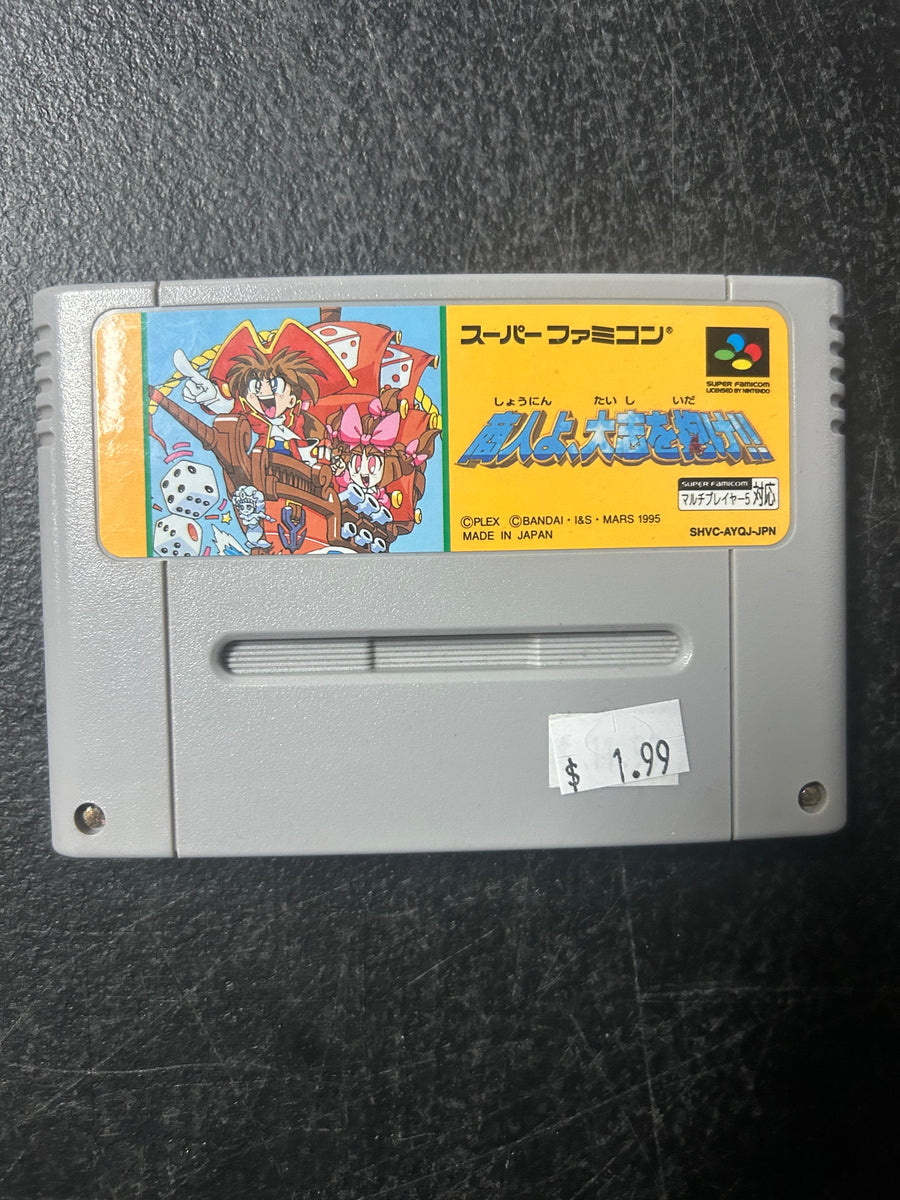 スーパーファミコン®
SUPER FAMICOM
LICENSED BY NINTENDO
しょうにん たいし いだ
商人よ、大志を抱け!!
SUPER FAMICOM
マルチプレイヤー5 対応
©PLEX ©BANDAI・I&S・MARS 1995
MADE IN JAPAN
SHVC-AYQJ-JPN
$ 1.99